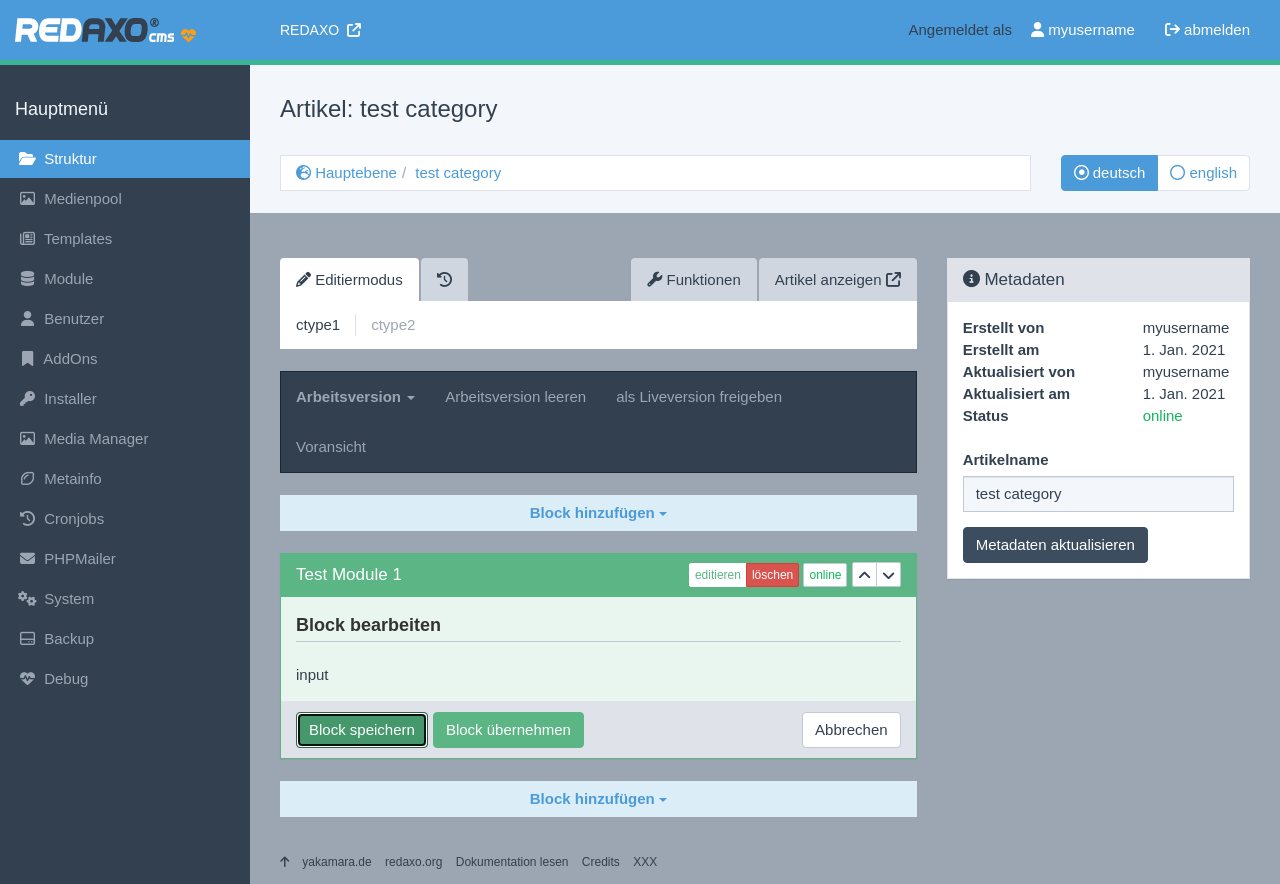 REDAXO® cms
REDAXO
Angemeldet als myusername abmelden
Hauptmenü
Struktur
Medienpool
Templates
Module
Benutzer
AddOns
Installer
Media Manager
Metainfo
Cronjobs
PHPMailer
System
Backup
Debug
Artikel: test category
Hauptebene / test category
deutsch english
Editiermodus
Funktionen Artikel anzeigen
ctype1 ctype2
Arbeitsversion Arbeitsversion leeren als Liveversion freigeben
Voransicht
Block hinzufügen
Test Module 1 editieren löschen online
Block bearbeiten
input
Block speichern Block übernehmen Abbrechen
Block hinzufügen
Metadaten
Erstellt von myusername
Erstellt am 1. Jan. 2021
Aktualisiert von myusername
Aktualisiert am 1. Jan. 2021
Status online
Artikelname
test category
Metadaten aktualisieren
yakamara.de redaxo.org Dokumentation lesen Credits XXX